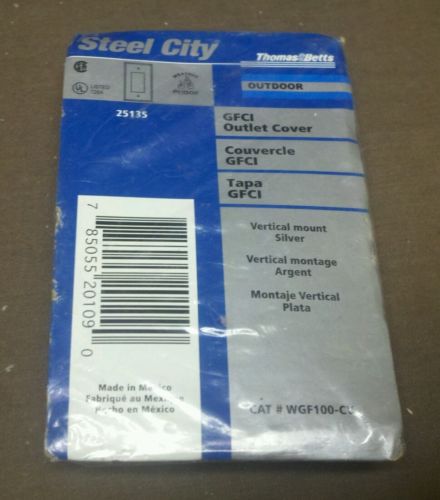 Steel City
Thomas&Betts
OUTDOOR
UL LISTED
25135
GFCI
Outlet Cover
Couvercle
GFCI
Tapa
GFCI
Vertical mount
Silver
Vertical montage
Argent
Montaje Vertical
Plata
7 85055 20109 0
Made in Mexico
Fabriqué au Mexique
Hecho en México
CAT # WGF100-C